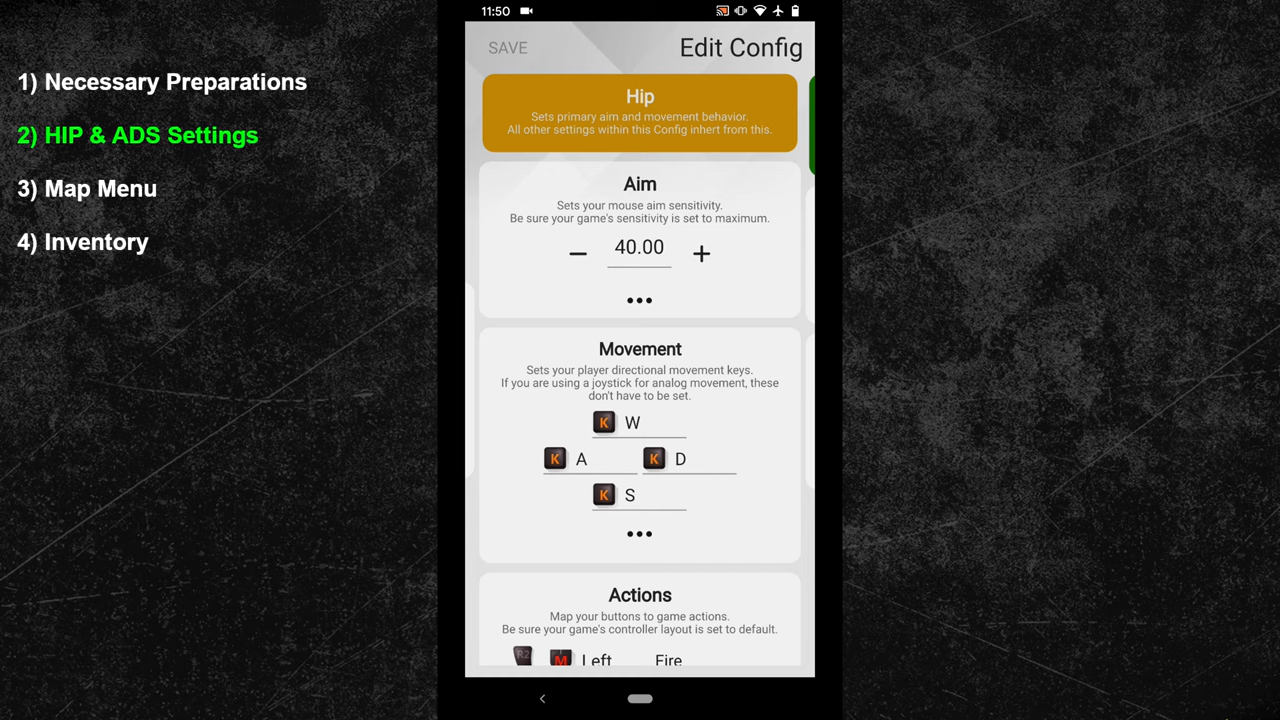 1) Necessary Preparations
2) HIP & ADS Settings
3) Map Menu
4) Inventory
11:50
SAVE
Edit Config
Hip
Sets primary aim and movement behavior.
All other settings within this Config inhert from this.
Aim
Sets your mouse aim sensitivity.
Be sure your game's sensitivity is set to maximum.
− 40.00 +
Movement
Sets your player directional movement keys.
If you are using a joystick for analog movement, these
don't have to be set.
K W
K A K D
K S
Actions
Map your buttons to game actions.
Be sure your game's controller layout is set to default.
R2 M Left Fire